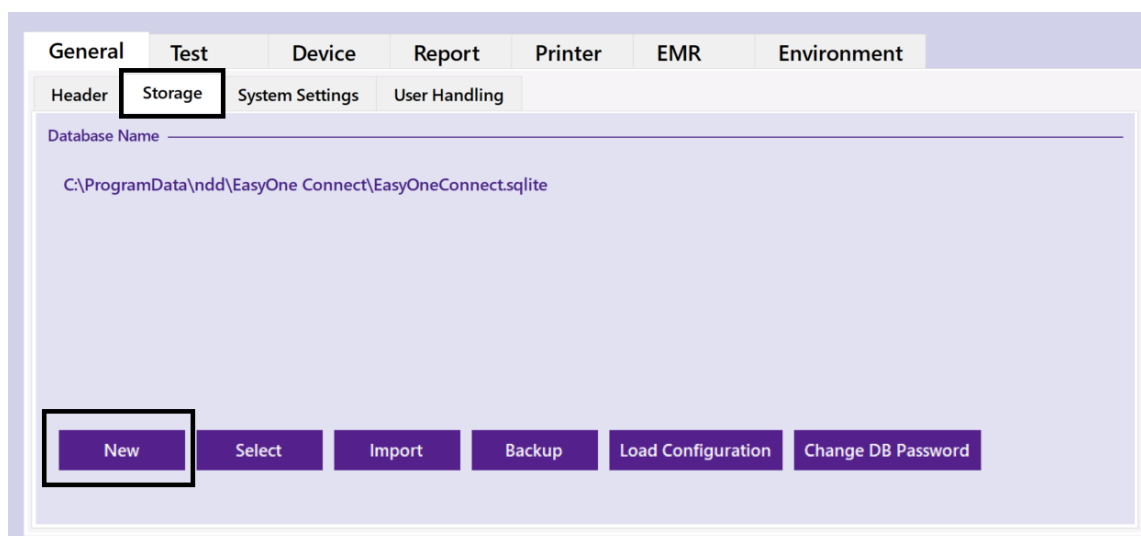 General Test Device Report Printer EMR Environment
Header Storage System Settings User Handling
Database Name
C:\ProgramData\ndd\EasyOne Connect\EasyOneConnect.sqlite
New Select Import Backup Load Configuration Change DB Password